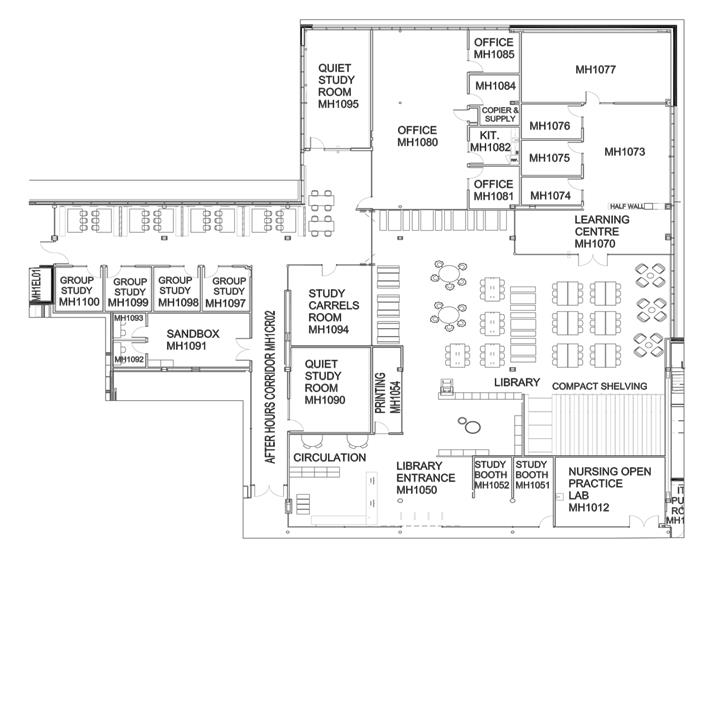 OFFICE
MH1085
QUIET
STUDY
ROOM
MH1095
MH1077
MH1084
COPIER &
SUPPLY
OFFICE
MH1080
KIT.
MH1082
MH1076
MH1075
MH1073
OFFICE
MH1081
MH1074
HALF WALL
LEARNING
CENTRE
MH1070
MH1EL01
GROUP
STUDY
MH1100
GROUP
STUDY
MH1099
GROUP
STUDY
MH1098
GROUP
STUDY
MH1097
MH1093
MH1092
SANDBOX
MH1091
AFTER HOURS CORRIDOR MH1CR02
STUDY
CARRELS
ROOM
MH1094
QUIET
STUDY
ROOM
MH1090
PRINTING
MH1054
LIBRARY
COMPACT SHELVING
CIRCULATION
LIBRARY
ENTRANCE
MH1050
STUDY
BOOTH
MH1052
STUDY
BOOTH
MH1051
NURSING OPEN
PRACTICE
LAB
MH1012
IT
PU
RO
MH1